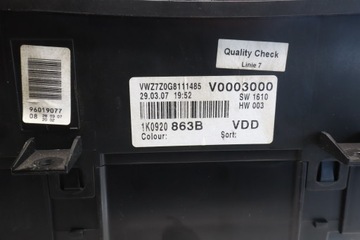 Quality Check
Linie 7
VWZ7Z0G8111485 V0003000
29.03.07 19:52 SW 1610
HW 003
1K0920 863B VDD
Colour: Sort:
96019077
08